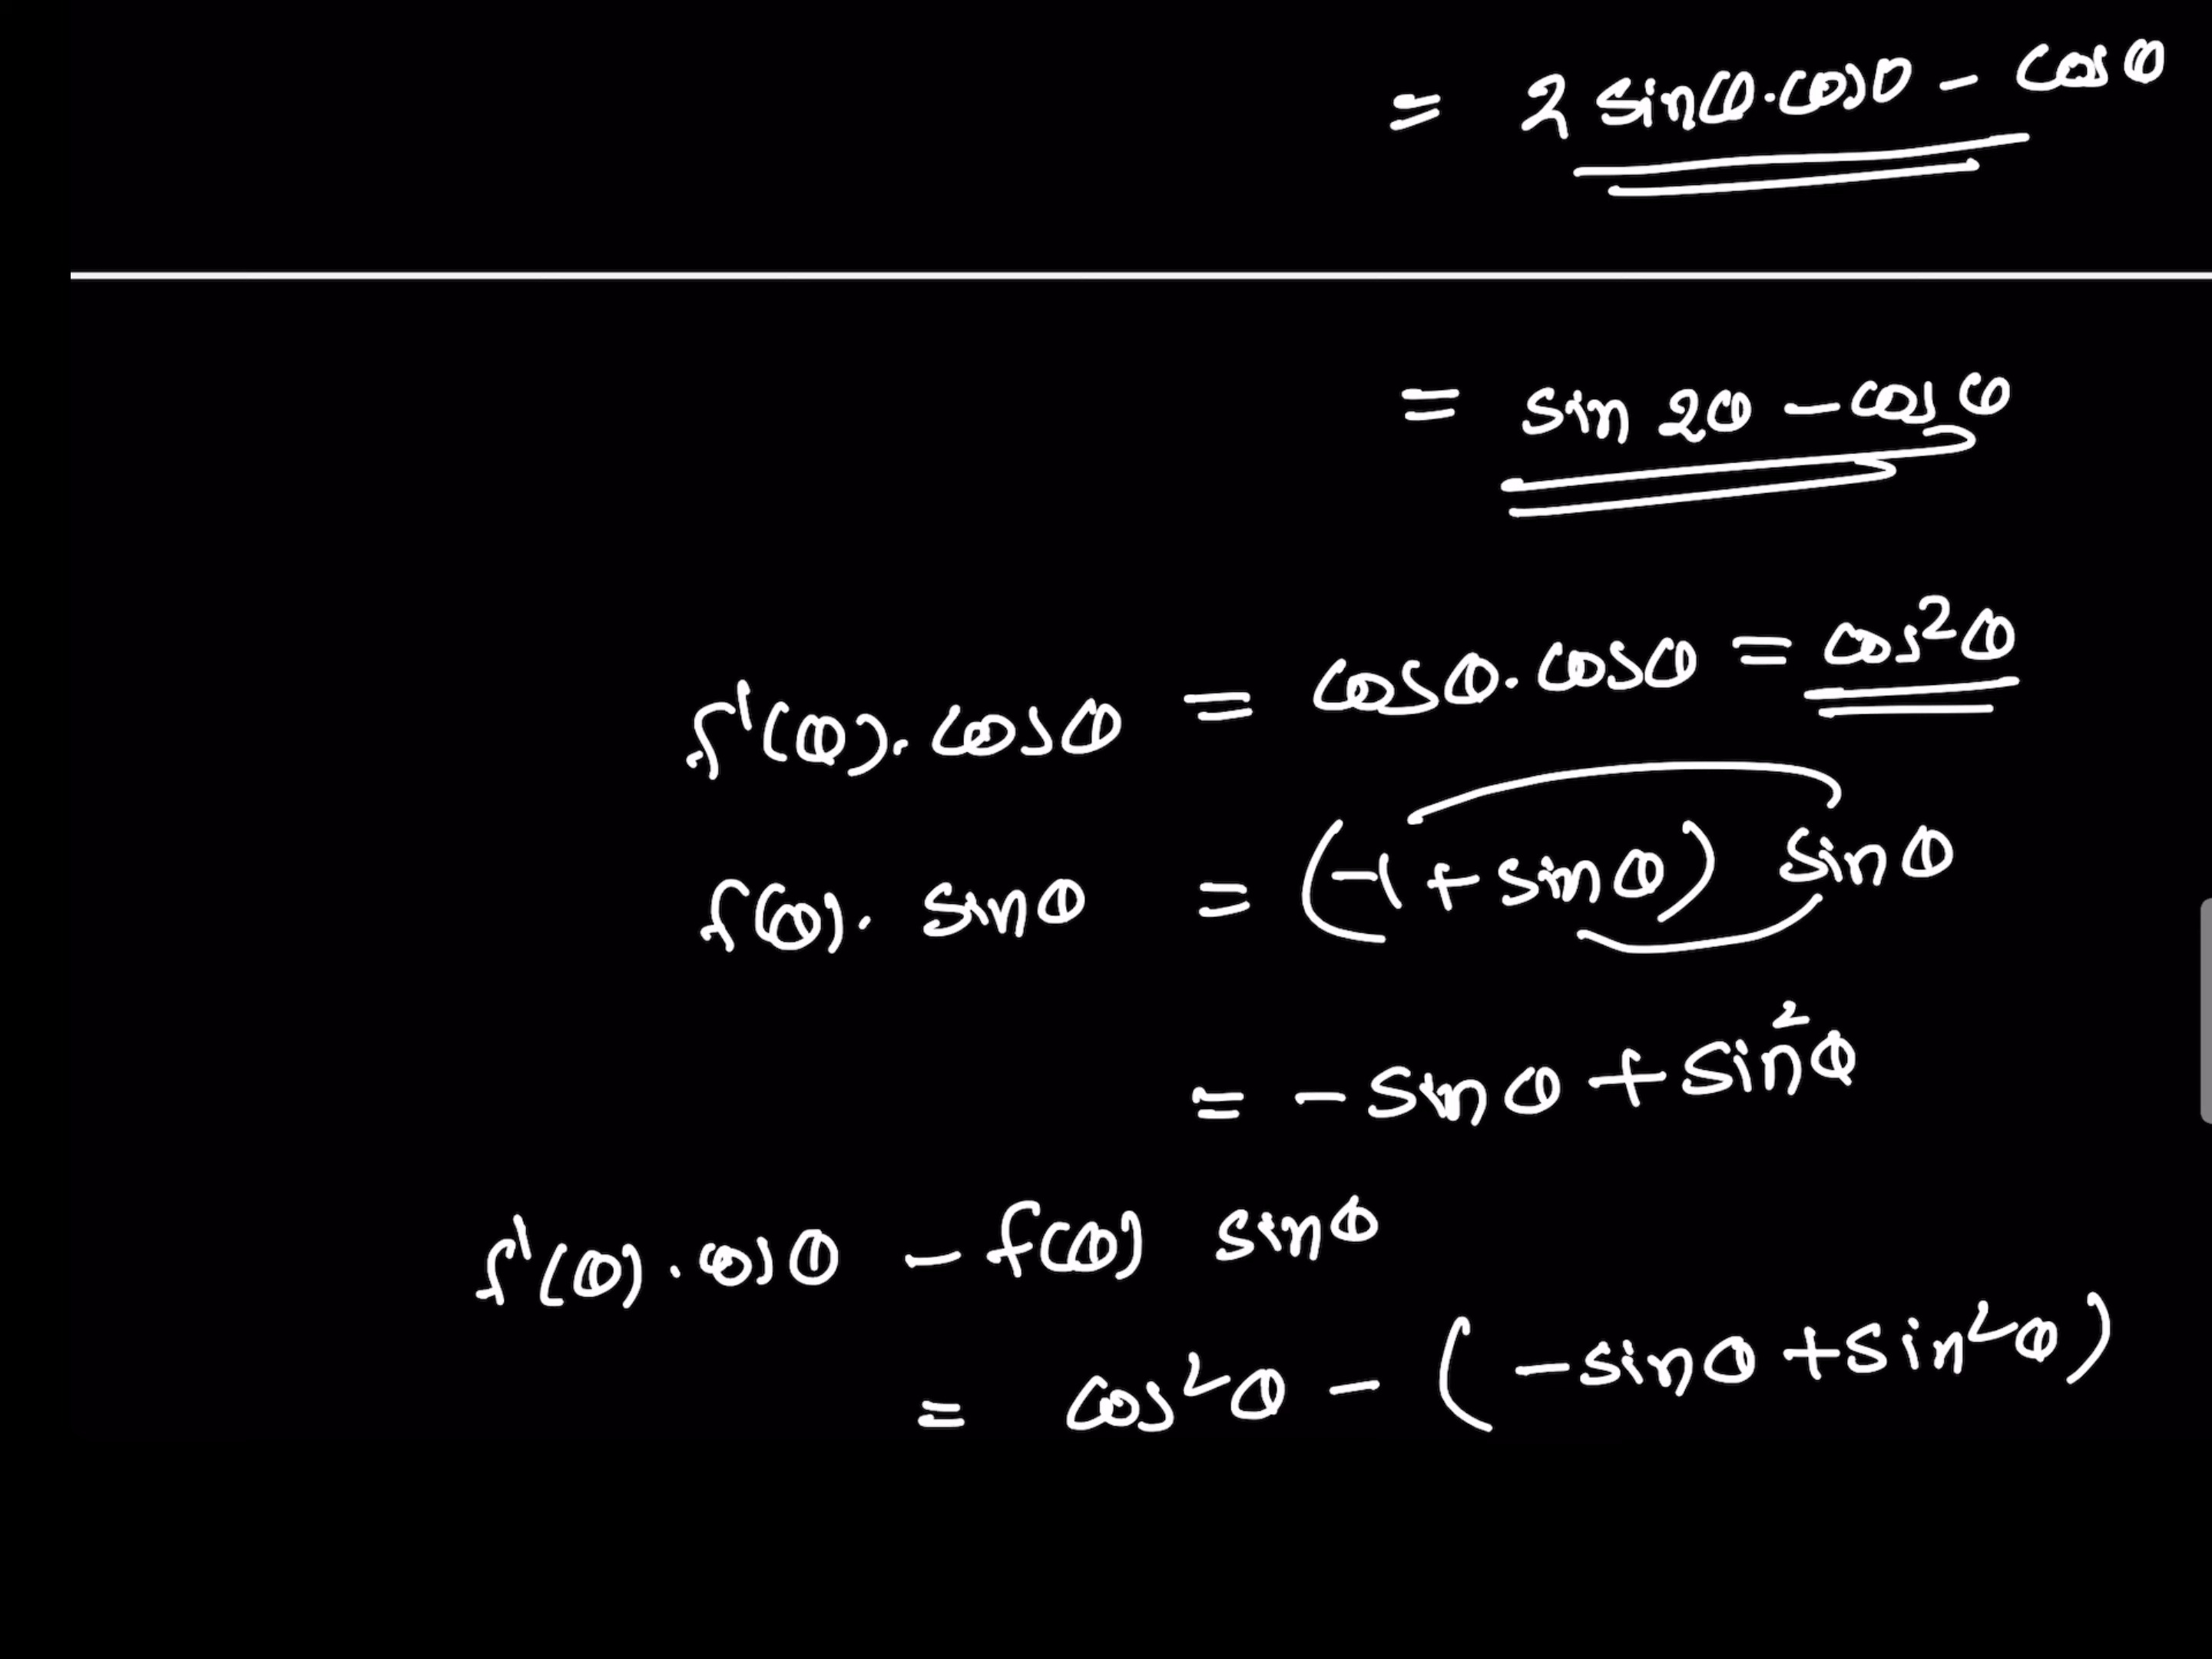 = 2 sinθ.cosθ - cosθ
= sin 2θ - cosθ
f'(θ). cosθ = cosθ.cosθ = cos²θ
f(θ). sinθ = (-1 + sinθ) sinθ
= - sinθ + sin²θ
f'(θ).cosθ - f(θ) sinθ
= cos²θ - ( -sinθ +sin²θ)